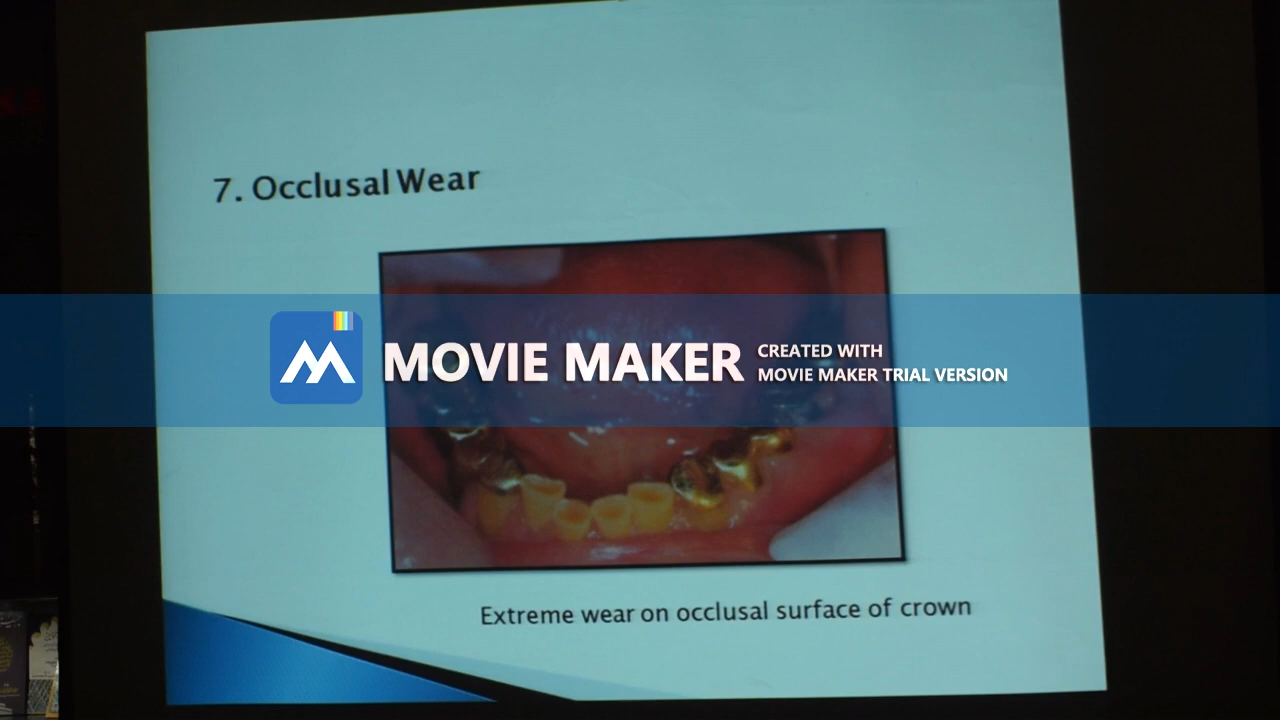 7. Occlusal Wear
MOVIE MAKER
CREATED WITH
MOVIE MAKER TRIAL VERSION
Extreme wear on occlusal surface of crown